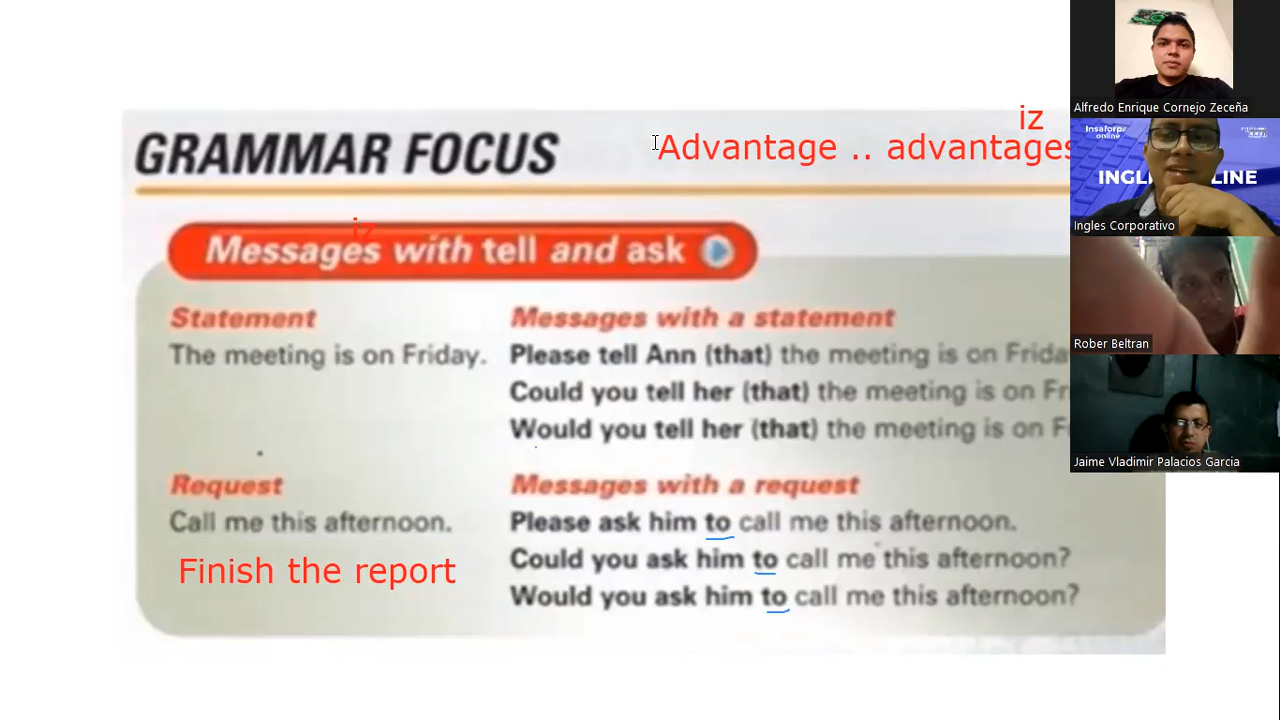 iz
Advantage .. advantages
GRAMMAR FOCUS
iz
Messages with tell and ask
Statement
Messages with a statement
The meeting is on Friday.
Please tell Ann (that) the meeting is on Frida
Could you tell her (that) the meeting is on Fr
Would you tell her (that) the meeting is on F
Request
Messages with a request
Call me this afternoon.
Please ask him to call me this afternoon.
Could you ask him to call me this afternoon?
Finish the report
Would you ask him to call me this afternoon?
Alfredo Enrique Cornejo Zeceña
Insaforp
online
INGL LINE
Ingles Corporativo
Rober Beltran
Jaime Vladimir Palacios Garcia